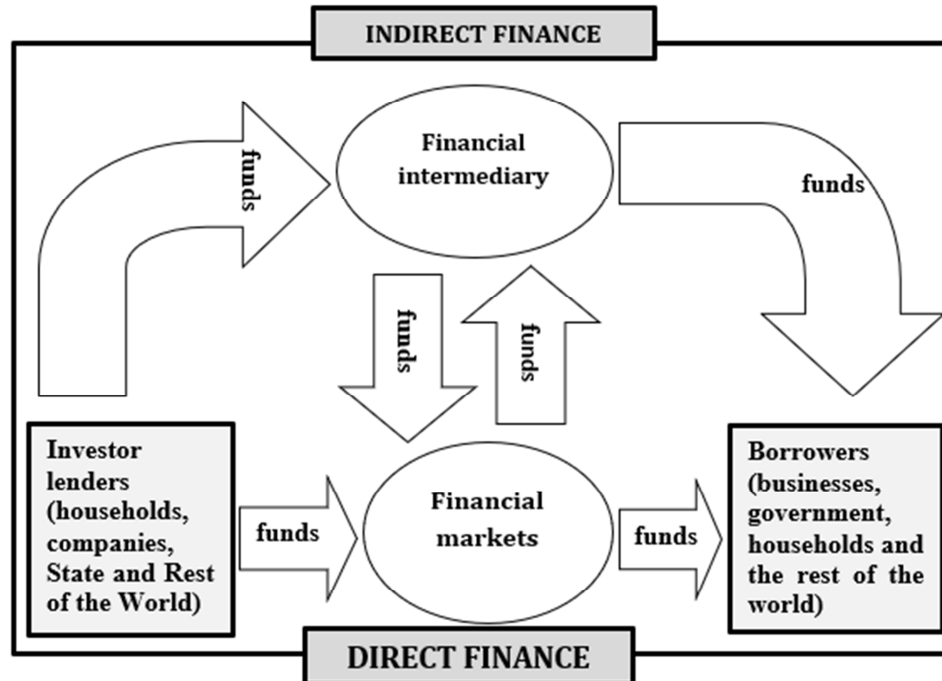 INDIRECT FINANCE
Financial
intermediary
funds
funds
funds
funds
Investor
lenders
(households,
companies,
State and Rest
of the World)
funds
Financial
markets
funds
Borrowers
(businesses,
government,
households and
the rest of the
world)
DIRECT FINANCE